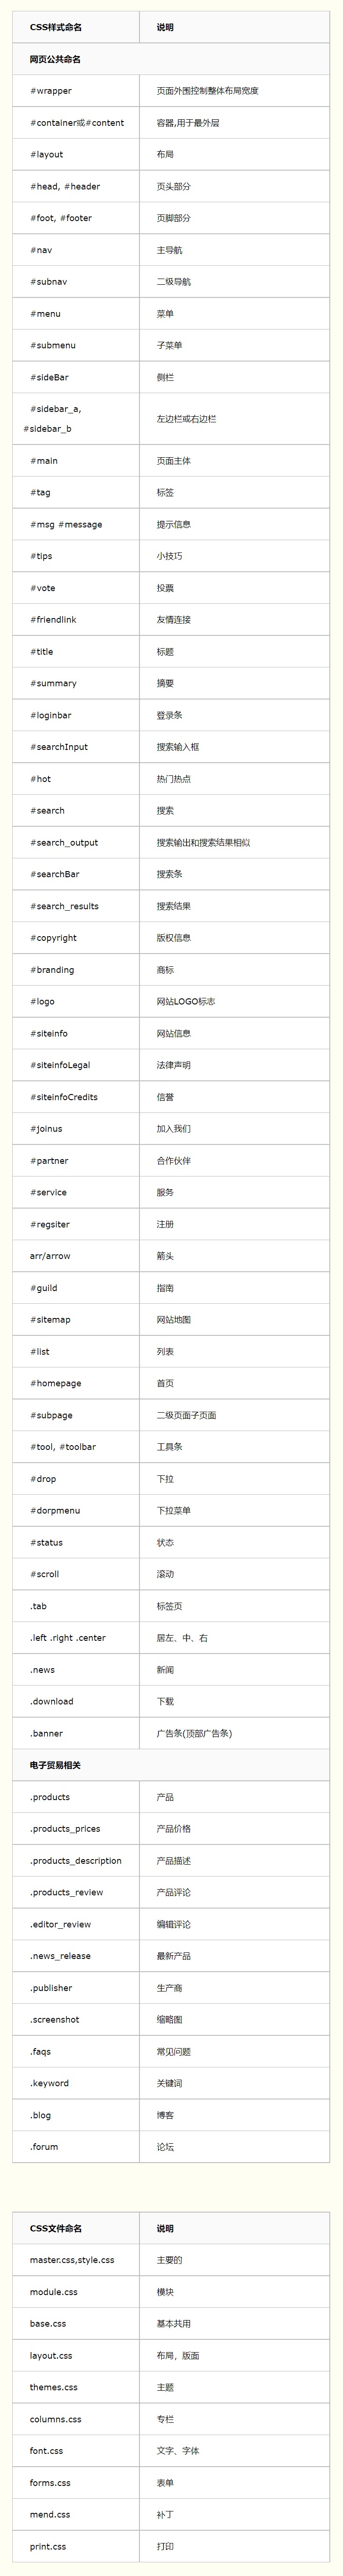 CSS样式命名 说明
网页公共命名
#wrapper 页面外围控制整体布局宽度
#container或#content 容器,用于最外层
#layout 布局
#head, #header 页头部分
#foot, #footer 页脚部分
#nav 主导航
#subnav 二级导航
#menu 菜单
#submenu 子菜单
#sideBar 侧栏
#sidebar_a, #sidebar_b 左边栏或右边栏
#main 页面主体
#tag 标签
#msg #message 提示信息
#tips 小技巧
#vote 投票
#friendlink 友情连接
#title 标题
#summary 摘要
#loginbar 登录条
#searchInput 搜索输入框
#hot 热门热点
#search 搜索
#search_output 搜索输出和搜索结果相似
#searchBar 搜索条
#search_results 搜索结果
#copyright 版权信息
#branding 商标
#logo 网站LOGO标志
#siteinfo 网站信息
#siteinfoLegal 法律声明
#siteinfoCredits 信誉
#joinus 加入我们
#partner 合作伙伴
#service 服务
#regsiter 注册
arr/arrow 箭头
#guild 指南
#sitemap 网站地图
#list 列表
#homepage 首页
#subpage 二级页面子页面
#tool, #toolbar 工具条
#drop 下拉
#dorpmenu 下拉菜单
#status 状态
#scroll 滚动
.tab 标签页
.left .right .center 居左、中、右
.news 新闻
.download 下载
.banner 广告条(顶部广告条)
电子贸易相关
.products 产品
.products_prices 产品价格
.products_description 产品描述
.products_review 产品评论
.editor_review 编辑评论
.news_release 最新产品
.publisher 生产商
.screenshot 缩略图
.faqs 常见问题
.keyword 关键词
.blog 博客
.forum 论坛
CSS文件命名 说明
master.css,style.css 主要的
module.css 模块
base.css 基本共用
layout.css 布局，版面
themes.css 主题
columns.css 专栏
font.css 文字、字体
forms.css 表单
mend.css 补丁
print.css 打印